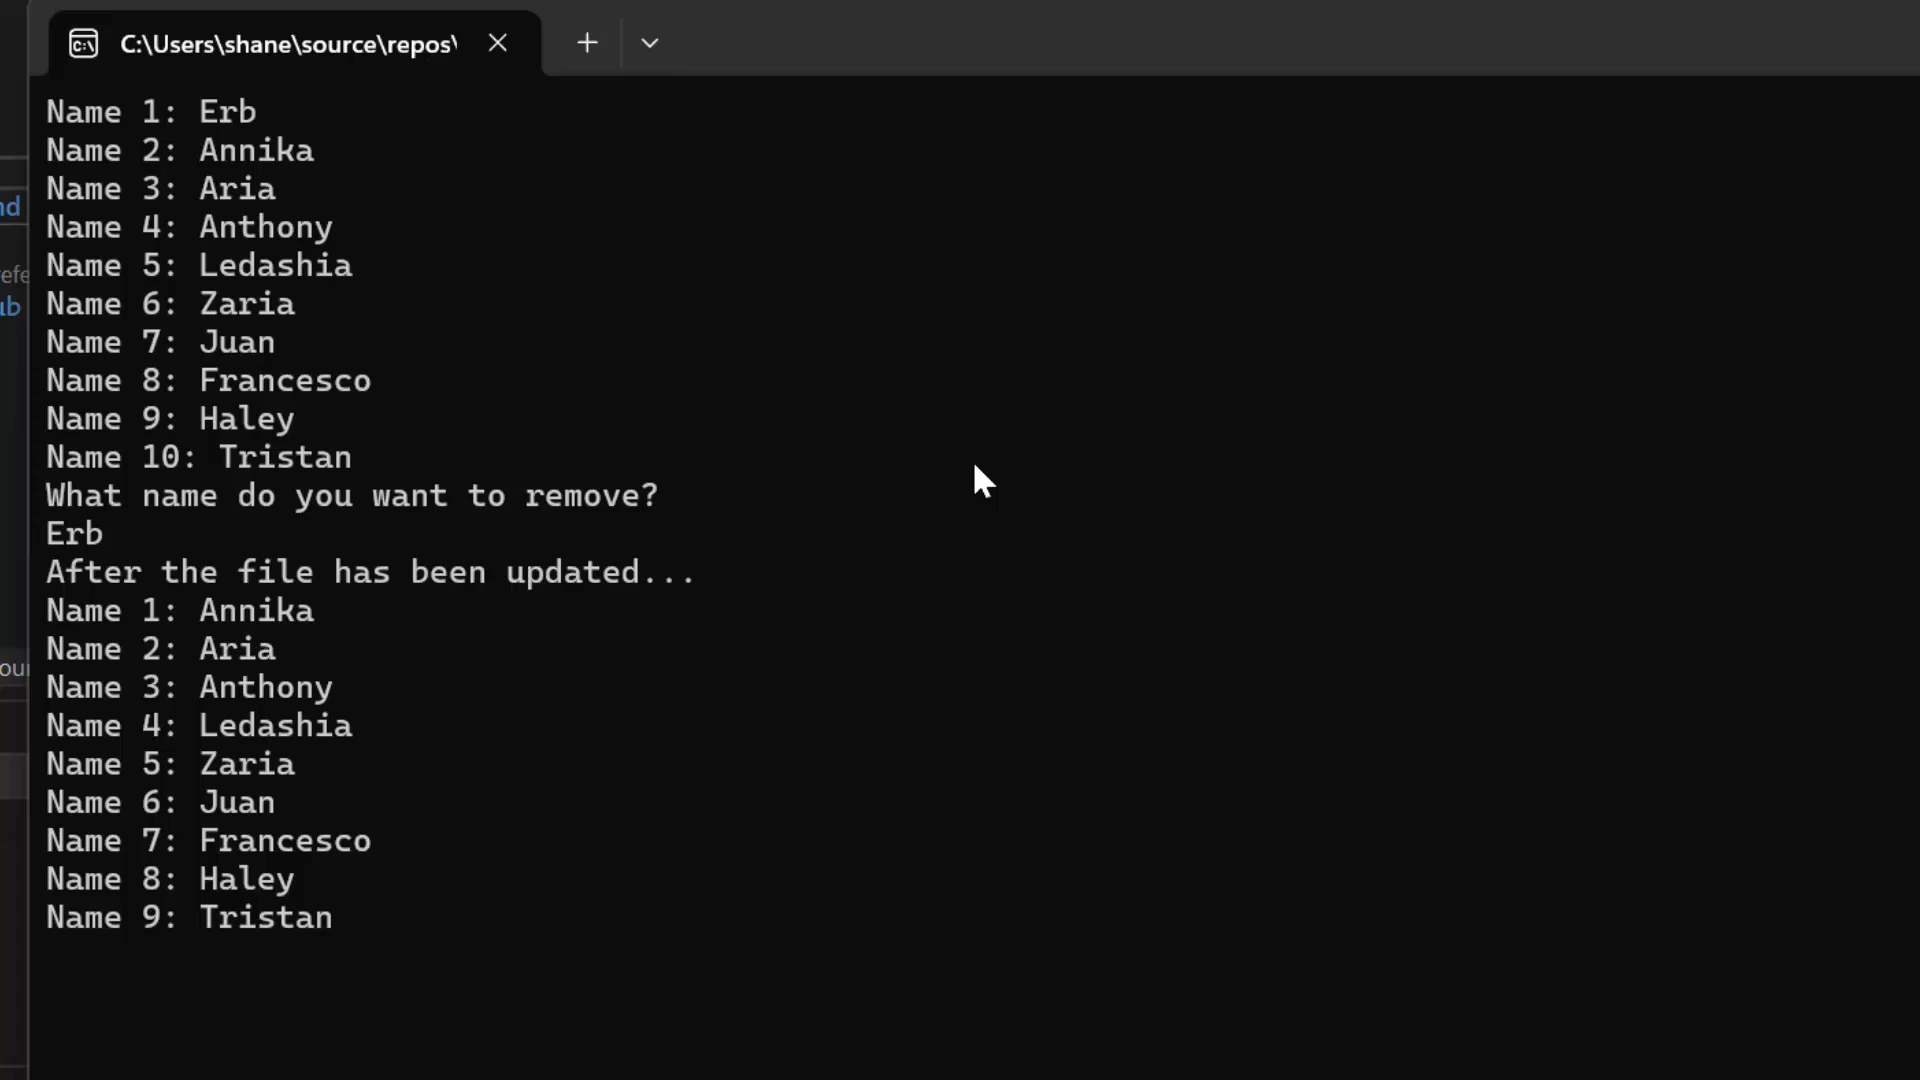 C:\Users\shane\source\repos\
Name 1: Erb
Name 2: Annika
Name 3: Aria
Name 4: Anthony
Name 5: Ledashia
Name 6: Zaria
Name 7: Juan
Name 8: Francesco
Name 9: Haley
Name 10: Tristan
What name do you want to remove?
Erb
After the file has been updated...
Name 1: Annika
Name 2: Aria
Name 3: Anthony
Name 4: Ledashia
Name 5: Zaria
Name 6: Juan
Name 7: Francesco
Name 8: Haley
Name 9: Tristan